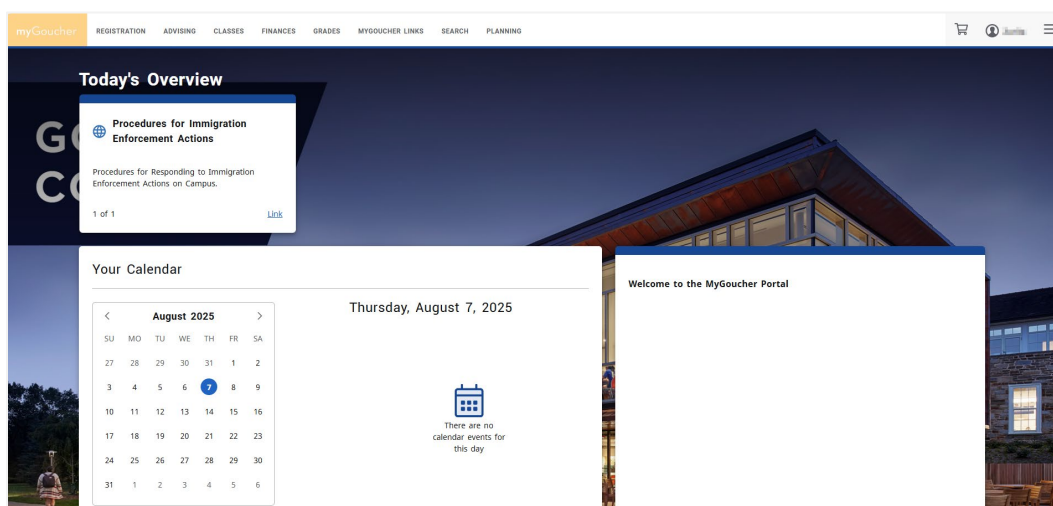 myGoucher REGISTRATION ADVISING CLASSES FINANCES GRADES MYGOUCHER LINKS SEARCH PLANNING
Today's Overview
Procedures for Immigration
Enforcement Actions
Procedures for Responding to Immigration
Enforcement Actions on Campus.
1 of 1 Link
Your Calendar
August 2025
SU MO TU WE TH FR SA
27 28 29 30 31 1 2
3 4 5 6 7 8 9
10 11 12 13 14 15 16
17 18 19 20 21 22 23
24 25 26 27 28 29 30
31 1 2 3 4 5 6
Thursday, August 7, 2025
There are no
calendar events for
this day
Welcome to the MyGoucher Portal